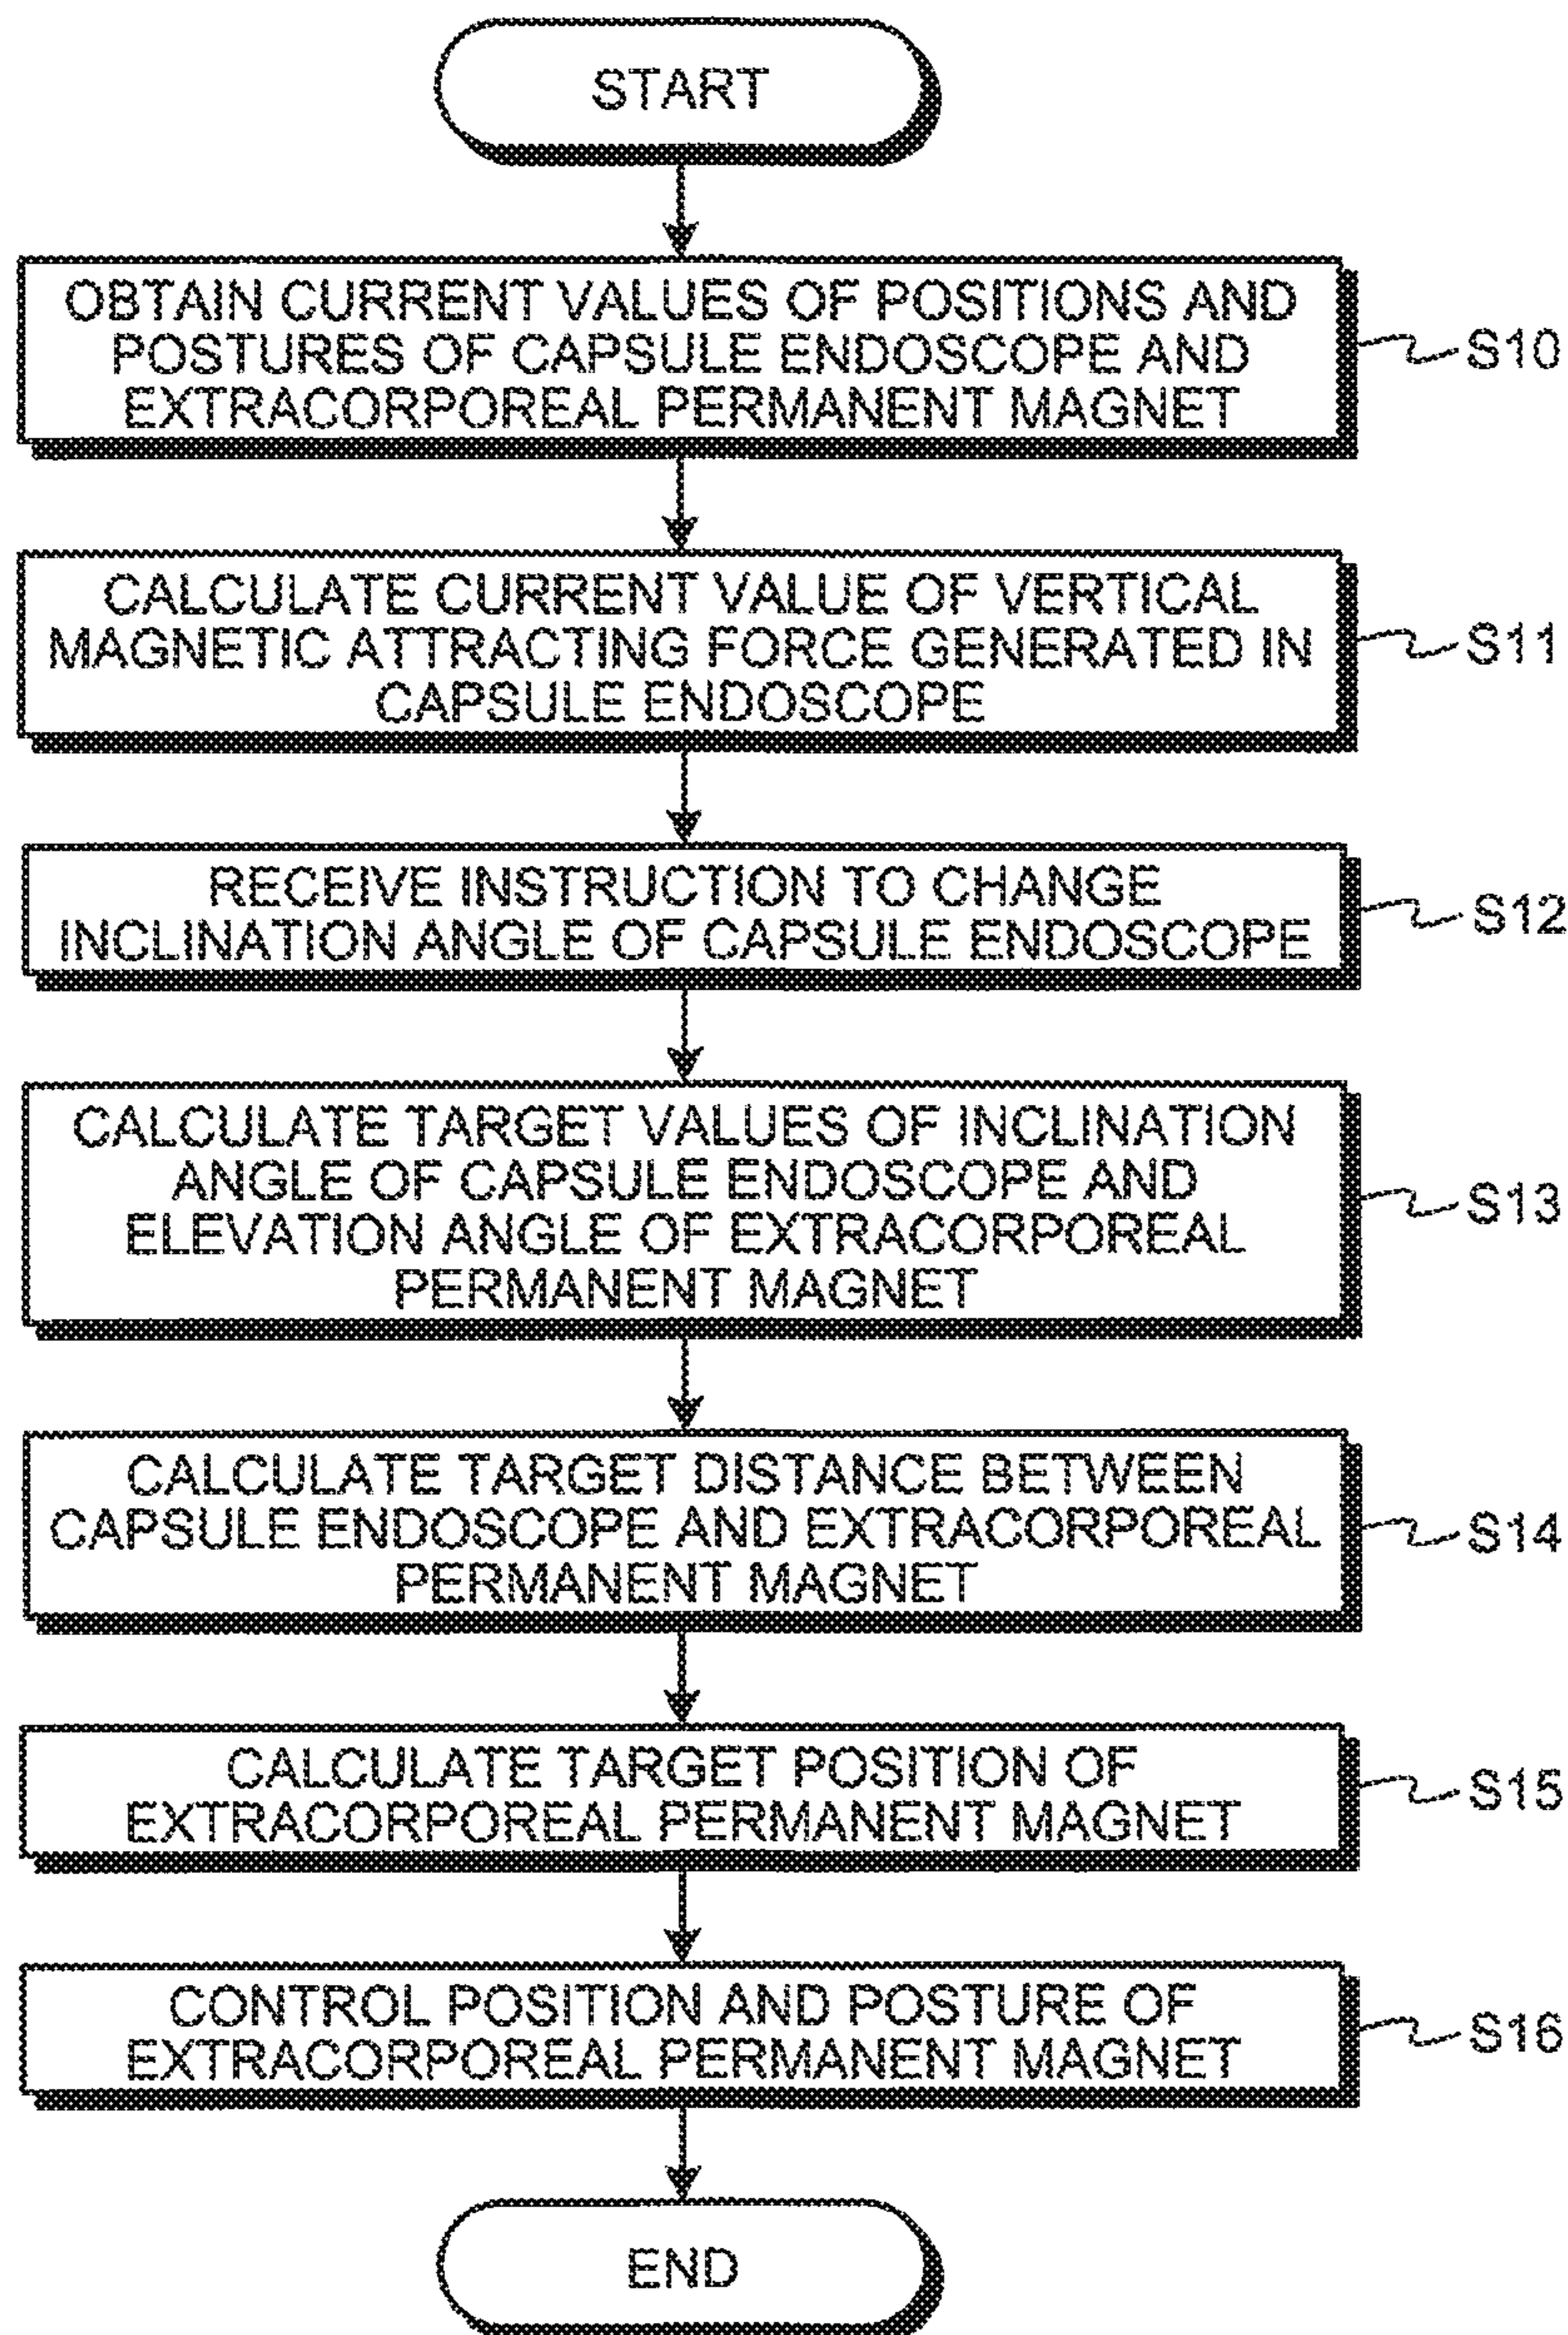 START
OBTAIN CURRENT VALUES OF POSITIONS AND
POSTURES OF CAPSULE ENDOSCOPE AND
EXTRACORPOREAL PERMANENT MAGNET
S10
CALCULATE CURRENT VALUE OF VERTICAL
MAGNETIC ATTRACTING FORCE GENERATED IN
CAPSULE ENDOSCOPE
S11
RECEIVE INSTRUCTION TO CHANGE
INCLINATION ANGLE OF CAPSULE ENDOSCOPE
S12
CALCULATE TARGET VALUES OF INCLINATION
ANGLE OF CAPSULE ENDOSCOPE AND
ELEVATION ANGLE OF EXTRACORPOREAL
PERMANENT MAGNET
S13
CALCULATE TARGET DISTANCE BETWEEN
CAPSULE ENDOSCOPE AND EXTRACORPOREAL
PERMANENT MAGNET
S14
CALCULATE TARGET POSITION OF
EXTRACORPOREAL PERMANENT MAGNET
S15
CONTROL POSITION AND POSTURE OF
EXTRACORPOREAL PERMANENT MAGNET
S16
END